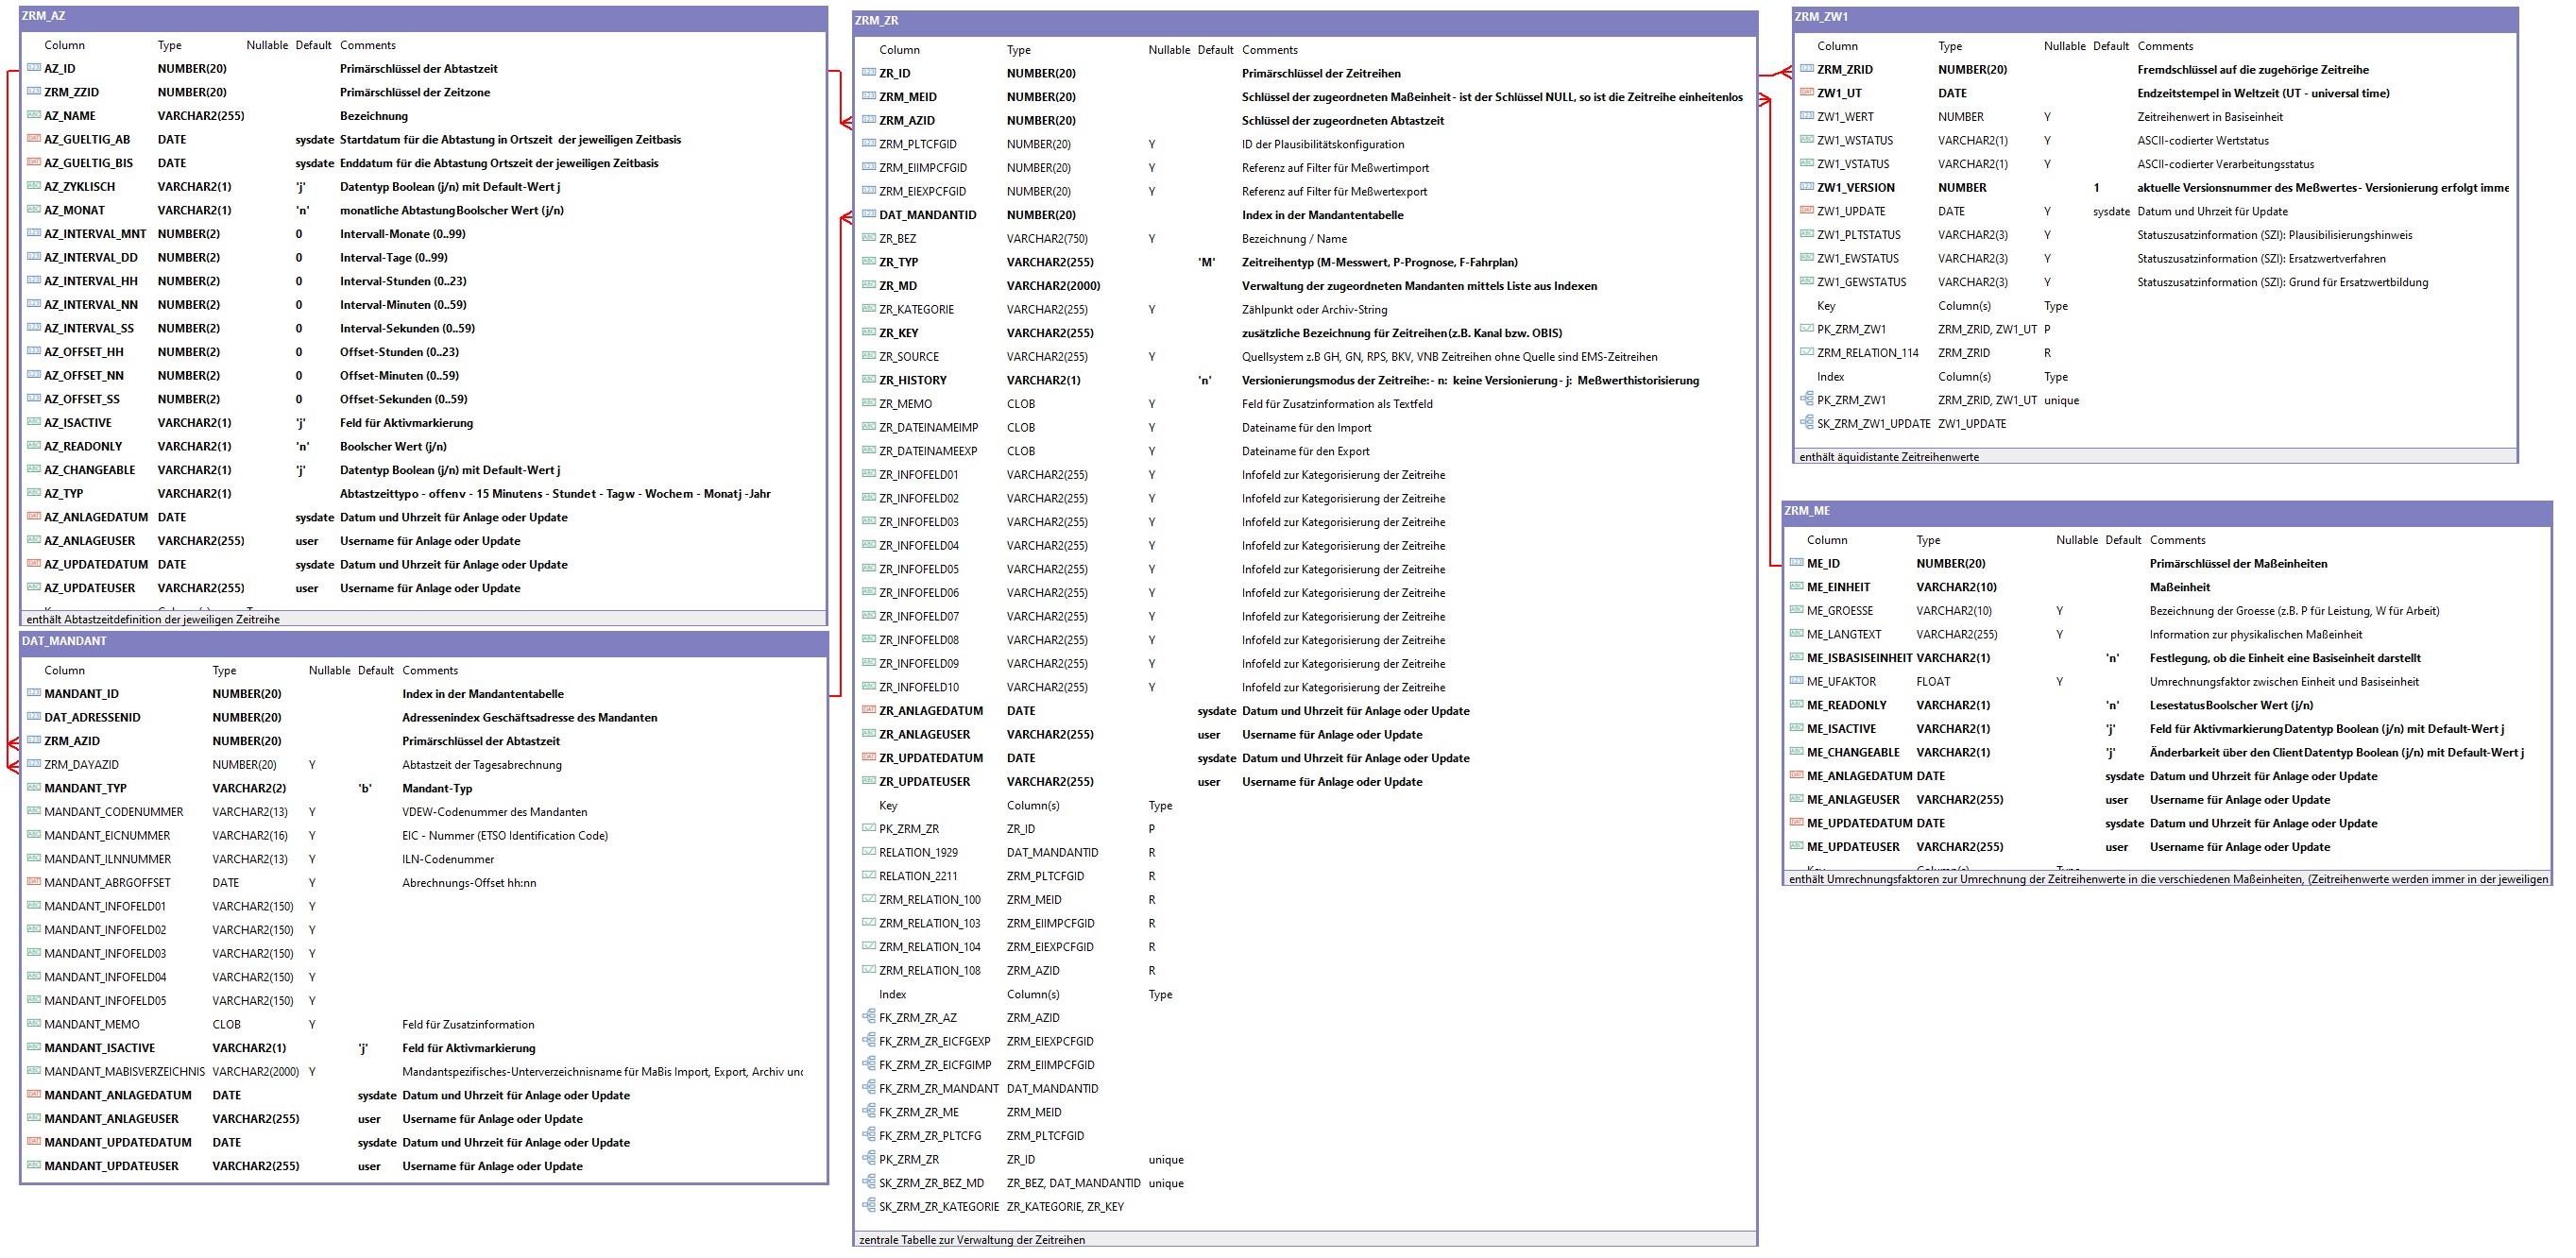 ZRM_AZ
Column Type Nullable Default Comments
AZ_ID NUMBER(20) Primärschlüssel der Abtastzeit
ZRM_ZZID NUMBER(20) Primärschlüssel der Zeitzone
AZ_NAME VARCHAR2(255) Bezeichnung
AZ_GUELTIG_AB DATE sysdate Startdatum für die Abtastung in Ortszeit der jeweiligen Zeitbasis
AZ_GUELTIG_BIS DATE sysdate Enddatum für die Abtastung Ortszeit der jeweiligen Zeitbasis
AZ_ZYKLISCH VARCHAR2(1) 'j' Datentyp Boolean (j/n) mit Default-Wert j
AZ_MONAT VARCHAR2(1) 'n' monatliche AbtastungBoolscher Wert (j/n)
AZ_INTERVAL_MNT NUMBER(2) 0 Intervall-Monate (0..99)
AZ_INTERVAL_DD NUMBER(2) 0 Interval-Tage (0..99)
AZ_INTERVAL_HH NUMBER(2) 0 Interval-Stunden (0..23)
AZ_INTERVAL_NN NUMBER(2) 0 Interval-Minuten (0..59)
AZ_INTERVAL_SS NUMBER(2) 0 Interval-Sekunden (0..59)
AZ_OFFSET_HH NUMBER(2) 0 Offset-Stunden (0..23)
AZ_OFFSET_NN NUMBER(2) 0 Offset-Minuten (0..59)
AZ_OFFSET_SS NUMBER(2) 0 Offset-Sekunden (0..59)
AZ_ISACTIVE VARCHAR2(1) 'j' Feld für Aktivmarkierung
AZ_READONLY VARCHAR2(1) 'n' Boolscher Wert (j/n)
AZ_CHANGEABLE VARCHAR2(1) 'j' Datentyp Boolean (j/n) mit Default-Wert j
AZ_TYP VARCHAR2(1) Abtastzeittypo - offenv - 15 Minutens - Stundet - Tagw - Wochem - Monatj -Jahr
AZ_ANLAGEDATUM DATE sysdate Datum und Uhrzeit für Anlage oder Update
AZ_ANLAGEUSER VARCHAR2(255) user Username für Anlage oder Update
AZ_UPDATEDATUM DATE sysdate Datum und Uhrzeit für Anlage oder Update
AZ_UPDATEUSER VARCHAR2(255) user Username für Anlage oder Update
enthält Abtastzeitdefinition der jeweiligen Zeitreihe
DAT_MANDANT
Column Type Nullable Default Comments
MANDANT_ID NUMBER(20) Index in der Mandantentabelle
DAT_ADRESSENID NUMBER(20) Adressenindex Geschäftsadresse des Mandanten
ZRM_AZID NUMBER(20) Primärschlüssel der Abtastzeit
ZRM_DAYAZID NUMBER(20) Y Abtastzeit der Tagesabrechnung
MANDANT_TYP VARCHAR2(2) 'b' Mandant-Typ
MANDANT_CODENUMMER VARCHAR2(13) Y VDEW-Codenummer des Mandanten
MANDANT_EICNUMMER VARCHAR2(16) Y EIC - Nummer (ETSO Identification Code)
MANDANT_ILNNUMMER VARCHAR2(13) Y ILN-Codenummer
MANDANT_ABRGOFFSET DATE Y Abrechnungs-Offset hh:nn
MANDANT_INFOFELD01 VARCHAR2(150) Y
MANDANT_INFOFELD02 VARCHAR2(150) Y
MANDANT_INFOFELD03 VARCHAR2(150) Y
MANDANT_INFOFELD04 VARCHAR2(150) Y
MANDANT_INFOFELD05 VARCHAR2(150) Y
MANDANT_MEMO CLOB Y Feld für Zusatzinformation
MANDANT_ISACTIVE VARCHAR2(1) 'j' Feld für Aktivmarkierung
MANDANT_MABISVERZEICHNIS VARCHAR2(2000) Y Mandantspezifisches-Unterverzeichnisname für MaBis Import, Export, Archiv unc
MANDANT_ANLAGEDATUM DATE sysdate Datum und Uhrzeit für Anlage oder Update
MANDANT_ANLAGEUSER VARCHAR2(255) user Username für Anlage oder Update
MANDANT_UPDATEDATUM DATE sysdate Datum und Uhrzeit für Anlage oder Update
MANDANT_UPDATEUSER VARCHAR2(255) user Username für Anlage oder Update
ZRM_ZR
Column Type Nullable Default Comments
ZR_ID NUMBER(20) Primärschlüssel der Zeitreihen
ZRM_MEID NUMBER(20) Schlüssel der zugeordneten Maßeinheit - ist der Schlüssel NULL, so ist die Zeitreihe einheitenlos
ZRM_AZID NUMBER(20) Schlüssel der zugeordneten Abtastzeit
ZRM_PLTCFGID NUMBER(20) Y ID der Plausibilitätskonfiguration
ZRM_EIIMPCFGID NUMBER(20) Y Referenz auf Filter für Meßwertimport
ZRM_EIEXPCFGID NUMBER(20) Y Referenz auf Filter für Meßwertexport
DAT_MANDANTID NUMBER(20) Index in der Mandantentabelle
ZR_BEZ VARCHAR2(750) Y Bezeichnung / Name
ZR_TYP VARCHAR2(255) 'M' Zeitreihentyp (M-Messwert, P-Prognose, F-Fahrplan)
ZR_MD VARCHAR2(2000) Verwaltung der zugeordneten Mandanten mittels Liste aus Indexen
ZR_KATEGORIE VARCHAR2(255) Y Zählpunkt oder Archiv-String
ZR_KEY VARCHAR2(255) zusätzliche Bezeichnung für Zeitreihen (z.B. Kanal bzw. OBIS)
ZR_SOURCE VARCHAR2(255) Y Quellsystem z.B GH, GN, RPS, BKV, VNB Zeitreihen ohne Quelle sind EMS-Zeitreihen
ZR_HISTORY VARCHAR2(1) 'n' Versionierungsmodus der Zeitreihe: - n: keine Versionierung - j: Meßwerthistorisierung
ZR_MEMO CLOB Y Feld für Zusatzinformation als Textfeld
ZR_DATEINAMEIMP CLOB Y Dateiname für den Import
ZR_DATEINAMEEXP CLOB Y Dateiname für den Export
ZR_INFOFELD01 VARCHAR2(255) Y Infofeld zur Kategorisierung der Zeitreihe
ZR_INFOFELD02 VARCHAR2(255) Y Infofeld zur Kategorisierung der Zeitreihe
ZR_INFOFELD03 VARCHAR2(255) Y Infofeld zur Kategorisierung der Zeitreihe
ZR_INFOFELD04 VARCHAR2(255) Y Infofeld zur Kategorisierung der Zeitreihe
ZR_INFOFELD05 VARCHAR2(255) Y Infofeld zur Kategorisierung der Zeitreihe
ZR_INFOFELD06 VARCHAR2(255) Y Infofeld zur Kategorisierung der Zeitreihe
ZR_INFOFELD07 VARCHAR2(255) Y Infofeld zur Kategorisierung der Zeitreihe
ZR_INFOFELD08 VARCHAR2(255) Y Infofeld zur Kategorisierung der Zeitreihe
ZR_INFOFELD09 VARCHAR2(255) Y Infofeld zur Kategorisierung der Zeitreihe
ZR_INFOFELD10 VARCHAR2(255) Y Infofeld zur Kategorisierung der Zeitreihe
ZR_ANLAGEDATUM DATE sysdate Datum und Uhrzeit für Anlage oder Update
ZR_ANLAGEUSER VARCHAR2(255) user Username für Anlage oder Update
ZR_UPDATEDATUM DATE sysdate Datum und Uhrzeit für Anlage oder Update
ZR_UPDATEUSER VARCHAR2(255) user Username für Anlage oder Update
Key Column(s) Type
PK_ZRM_ZR ZR_ID P
RELATION_1929 DAT_MANDANTID R
RELATION_2211 ZRM_PLTCFGID R
ZRM_RELATION_100 ZRM_MEID R
ZRM_RELATION_103 ZRM_EIIMPCFGID R
ZRM_RELATION_104 ZRM_EIEXPCFGID R
ZRM_RELATION_108 ZRM_AZID R
Index Column(s) Type
FK_ZRM_ZR_AZ ZRM_AZID
FK_ZRM_ZR_EICFGEXP ZRM_EIEXPCFGID
FK_ZRM_ZR_EICFGIMP ZRM_EIIMPCFGID
FK_ZRM_ZR_MANDANT DAT_MANDANTID
FK_ZRM_ZR_ME ZRM_MEID
FK_ZRM_ZR_PLTCFG ZRM_PLTCFGID
PK_ZRM_ZR ZR_ID unique
SK_ZRM_ZR_BEZ_MD ZR_BEZ, DAT_MANDANTID unique
SK_ZRM_ZR_KATEGORIE ZR_KATEGORIE, ZR_KEY
zentrale Tabelle zur Verwaltung der Zeitreihen
ZRM_ZW1
Column Type Nullable Default Comments
ZRM_ZRID NUMBER(20) Fremdschlüssel auf die zugehörige Zeitreihe
ZW1_UT DATE Endzeitstempel in Weltzeit (UT - universal time)
ZW1_WERT NUMBER Y Zeitreihenwert in Basiseinheit
ZW1_WSTATUS VARCHAR2(1) Y ASCII-codierter Wertstatus
ZW1_VSTATUS VARCHAR2(1) Y ASCII-codierter Verarbeitungsstatus
ZW1_VERSION NUMBER 1 aktuelle Versionsnummer des Meßwertes - Versionierung erfolgt imme
ZW1_UPDATE DATE Y sysdate Datum und Uhrzeit für Update
ZW1_PLTSTATUS VARCHAR2(3) Y Statuszusatzinformation (SZI): Plausibilisierungshinweis
ZW1_EWSTATUS VARCHAR2(3) Y Statuszusatzinformation (SZI): Ersatzwertverfahren
ZW1_GEWSTATUS VARCHAR2(3) Y Statuszusatzinformation (SZI): Grund für Ersatzwertbildung
Key Column(s) Type
PK_ZRM_ZW1 ZRM_ZRID, ZW1_UT P
ZRM_RELATION_114 ZRM_ZRID R
Index Column(s) Type
PK_ZRM_ZW1 ZRM_ZRID, ZW1_UT unique
SK_ZRM_ZW1_UPDATE ZW1_UPDATE
enthält äquidistante Zeitreihenwerte
ZRM_ME
Column Type Nullable Default Comments
ME_ID NUMBER(20) Primärschlüssel der Maßeinheiten
ME_EINHEIT VARCHAR2(10) Maßeinheit
ME_GROESSE VARCHAR2(10) Y Bezeichnung der Groesse (z.B. P für Leistung, W für Arbeit)
ME_LANGTEXT VARCHAR2(255) Y Information zur physikalischen Maßeinheit
ME_ISBASISEINHEIT VARCHAR2(1) 'n' Festlegung, ob die Einheit eine Basiseinheit darstellt
ME_UFAKTOR FLOAT Y Umrechnungsfaktor zwischen Einheit und Basiseinheit
ME_READONLY VARCHAR2(1) 'n' LesestatusBoolscher Wert (j/n)
ME_ISACTIVE VARCHAR2(1) 'j' Feld für AktivmarkierungDatentyp Boolean (j/n) mit Default-Wert j
ME_CHANGEABLE VARCHAR2(1) 'j' Änderbarkeit über den ClientDatentyp Boolean (j/n) mit Default-Wert j
ME_ANLAGEDATUM DATE sysdate Datum und Uhrzeit für Anlage oder Update
ME_ANLAGEUSER VARCHAR2(255) user Username für Anlage oder Update
ME_UPDATEDATUM DATE sysdate Datum und Uhrzeit für Anlage oder Update
ME_UPDATEUSER VARCHAR2(255) user Username für Anlage oder Update
enthält Umrechnungsfaktoren zur Umrechnung der Zeitreihenwerte in die verschiedenen Maßeinheiten, (Zeitreihenwerte werden immer in der jeweiligen